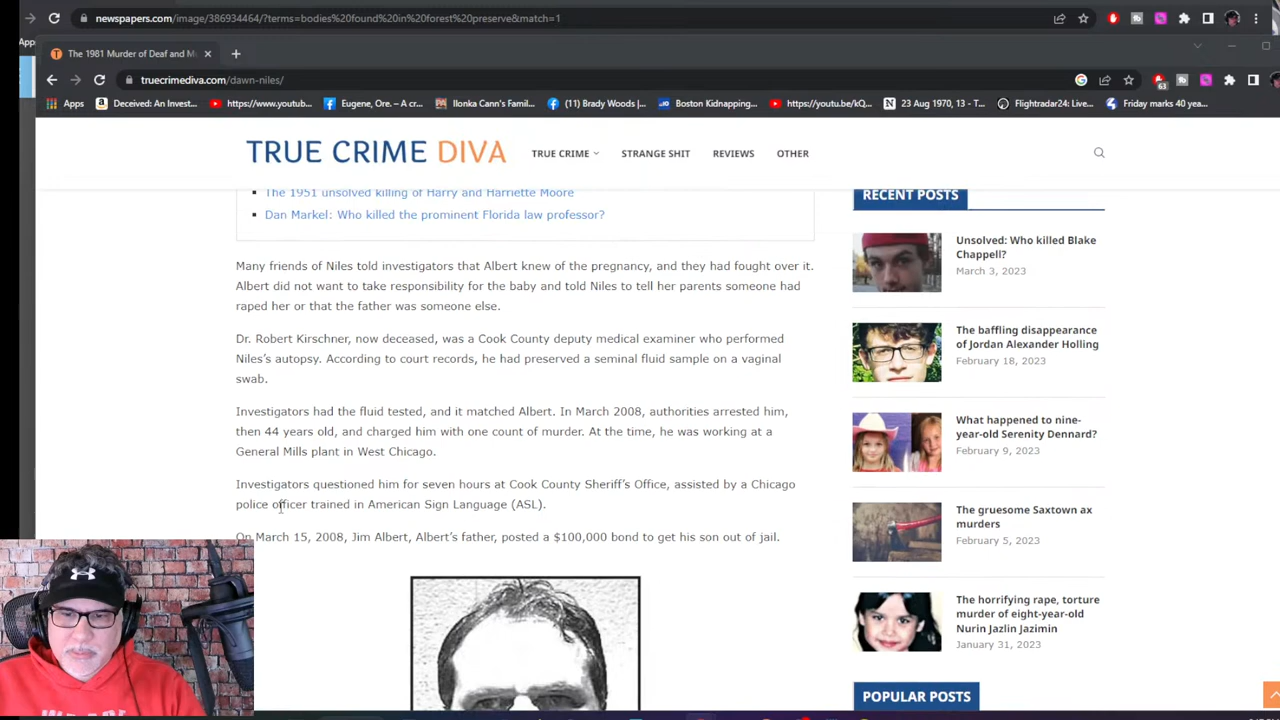 newspapers.com/image/386934464/?terms=bodies%20found%20in%20forest%20preserve&match=1
The 1981 Murder of Deaf and M
truecrimediva.com/dawn-niles/
Apps
Deceived: An Invest...
https://www.youtub...
Eugene, Ore. – A cr...
Ilonka Cann's Famil...
(11) Brady Woods |...
Boston Kidnapping...
https://youtu.be/kQ...
23 Aug 1970, 13 - T...
Flightradar24: Live...
Friday marks 40 yea...
63
TRUE CRIME DIVA
TRUE CRIME
STRANGE SHIT
REVIEWS
OTHER
The 1951 unsolved killing of Harry and Harriette Moore
Dan Markel: Who killed the prominent Florida law professor?
Many friends of Niles told investigators that Albert knew of the pregnancy, and they had fought over it.
Albert did not want to take responsibility for the baby and told Niles to tell her parents someone had
raped her or that the father was someone else.
Dr. Robert Kirschner, now deceased, was a Cook County deputy medical examiner who performed
Niles's autopsy. According to court records, he had preserved a seminal fluid sample on a vaginal
swab.
Investigators had the fluid tested, and it matched Albert. In March 2008, authorities arrested him,
then 44 years old, and charged him with one count of murder. At the time, he was working at a
General Mills plant in West Chicago.
Investigators questioned him for seven hours at Cook County Sheriff's Office, assisted by a Chicago
police officer trained in American Sign Language (ASL).
On March 15, 2008, Jim Albert, Albert's father, posted a $100,000 bond to get his son out of jail.
RECENT POSTS
Unsolved: Who killed Blake
Chappell?
March 3, 2023
The baffling disappearance
of Jordan Alexander Holling
February 18, 2023
What happened to nine-
year-old Serenity Dennard?
February 9, 2023
The gruesome Saxtown ax
murders
February 5, 2023
The horrifying rape, torture
murder of eight-year-old
Nurin Jazlin Jazimin
January 31, 2023
POPULAR POSTS